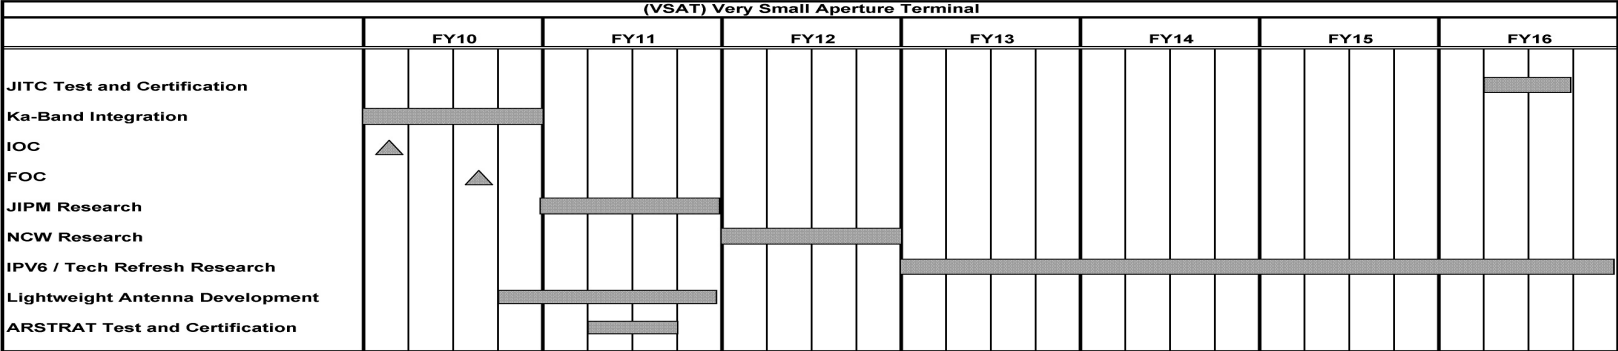 (VSAT) Very Small Aperture Terminal
FY10 FY11 FY12 FY13 FY14 FY15 FY16
JITC Test and Certification
Ka-Band Integration
IOC
FOC
JIPM Research
NCW Research
IPV6 / Tech Refresh Research
Lightweight Antenna Development
ARSTRAT Test and Certification